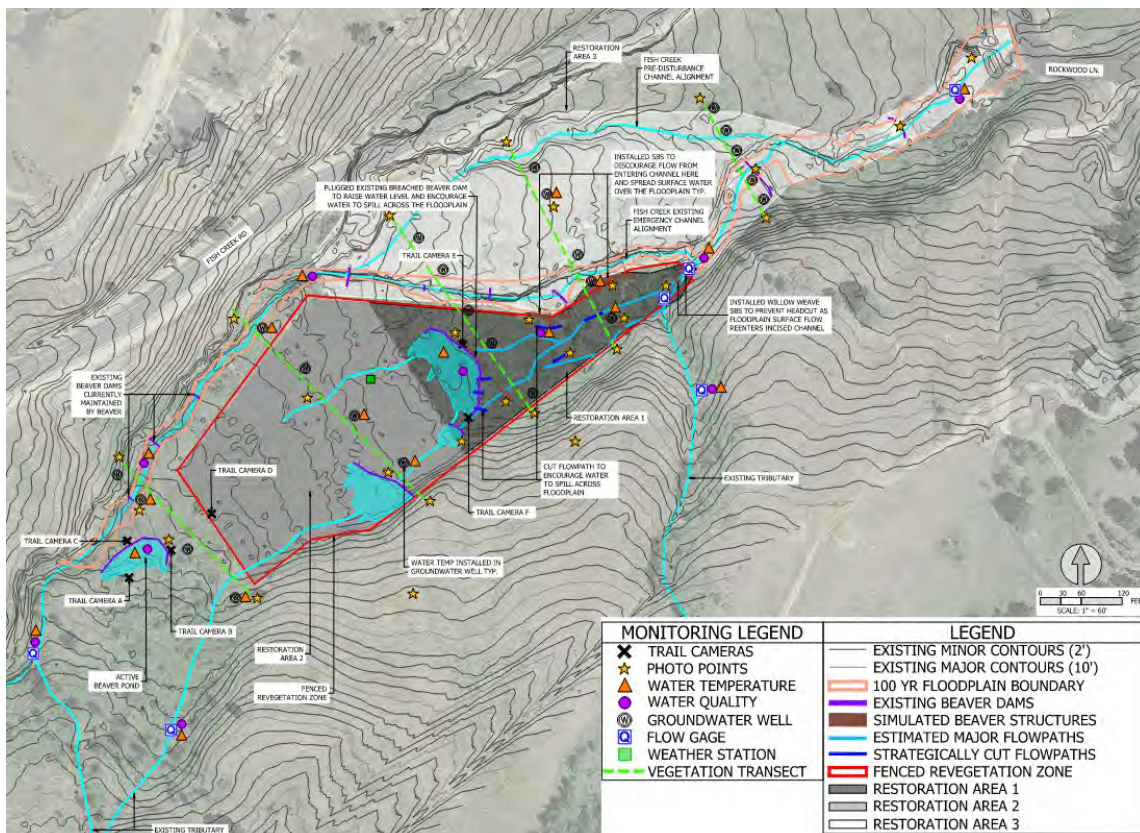 RESTORATION
AREA 3
FISH CREEK
PRE-DISTURBANCE
CHANNEL ALIGNMENT
ROCKWOOD LN.
INSTALLED SBS TO
DISCOURAGE FLOW FROM
ENTERING CHANNEL HERE
AND SPREAD SURFACE WATER
OVER THE FLOODPLAIN TYP.
PLUGGED EXISTING BREACHED BEAVER DAM
TO RAISE WATER LEVEL AND ENCOURAGE
WATER TO SPILL ACROSS THE FLOODPLAIN
FISH CREEK EXISTING
EMERGENCY CHANNEL
ALIGNMENT
FISH CREEK RD.
TRAIL CAMERA E
INSTALLED WILLOW WEAVE
SBS TO PREVENT HEADCUT AS
FLOODPLAIN SURFACE FLOW
REENTERS INCISED CHANNEL
EXISTING
BEAVER DAMS
CURRENTLY
MAINTAINED
BY BEAVER
RESTORATION AREA 1
TRAIL CAMERA D
CUT FLOWPATH TO
ENCOURAGE WATER
TO SPILL ACROSS
FLOODPLAIN
EXISTING
TRIBUTARY
TRAIL CAMERA F
TRAIL CAMERA C
WATER TEMP INSTALLED IN
GROUNDWATER WELL TYP.
TRAIL CAMERA A
TRAIL CAMERA B
0 30 60 120 FEE
SCALE: 1" = 60'
RESTORATION
AREA 2
ACTIVE
BEAVER POND
FENCED
REVEGETATION ZONE
EXISTING TRIBUTARY
MONITORING LEGEND
TRAIL CAMERAS
PHOTO POINTS
WATER TEMPERATURE
WATER QUALITY
W GROUNDWATER WELL
Q FLOW GAGE
WEATHER STATION
VEGETATION TRANSECT
LEGEND
EXISTING MINOR CONTOURS (2')
EXISTING MAJOR CONTOURS (10')
100 YR FLOODPLAIN BOUNDARY
EXISTING BEAVER DAMS
SIMULATED BEAVER STRUCTURES
ESTIMATED MAJOR FLOWPATHS
STRATEGICALLY CUT FLOWPATHS
FENCED REVEGETATION ZONE
RESTORATION AREA 1
RESTORATION AREA 2
RESTORATION AREA 3